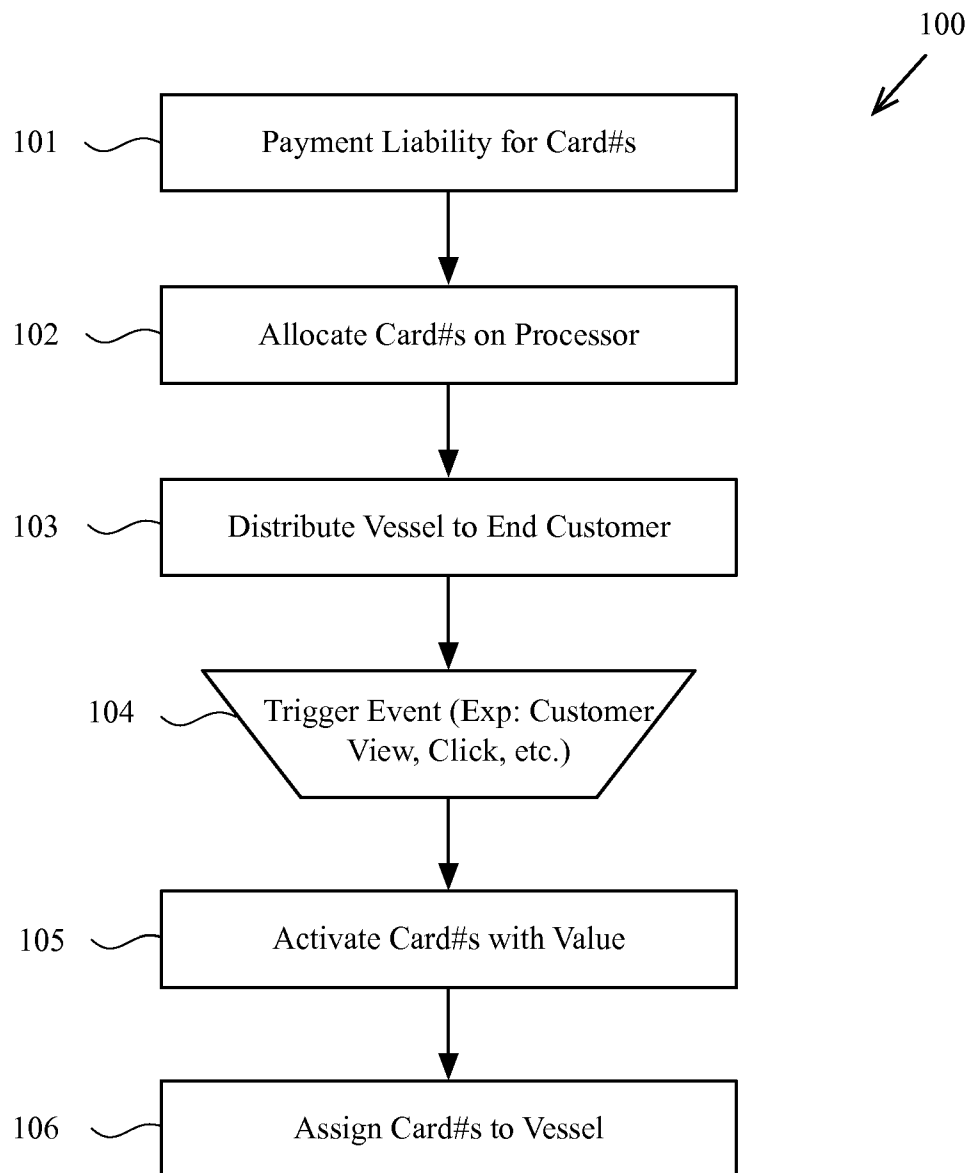 100
101
Payment Liability for Card#s
102
Allocate Card#s on Processor
103
Distribute Vessel to End Customer
104
Trigger Event (Exp: Customer
View, Click, etc.)
105
Activate Card#s with Value
106
Assign Card#s to Vessel